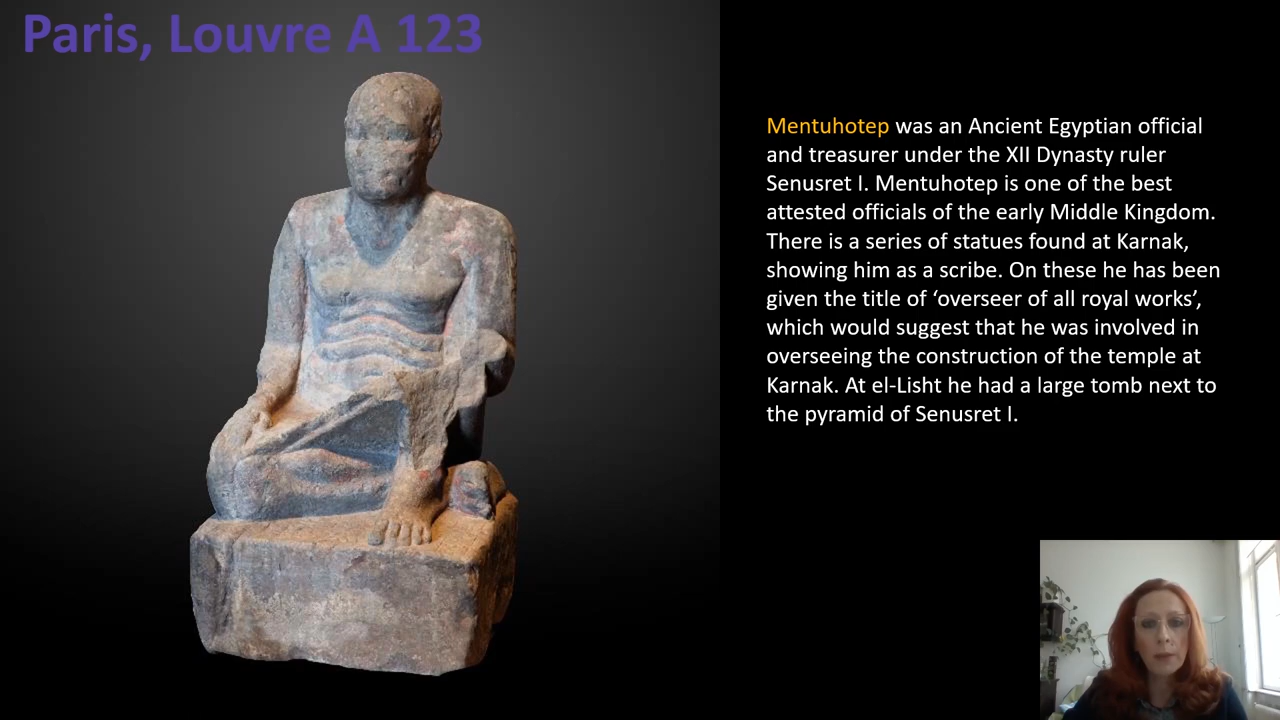 Paris, Louvre A 123
Mentuhotep was an Ancient Egyptian official
and treasurer under the XII Dynasty ruler
Senusret I. Mentuhotep is one of the best
attested officials of the early Middle Kingdom.
There is a series of statues found at Karnak,
showing him as a scribe. On these he has been
given the title of ‘overseer of all royal works’,
which would suggest that he was involved in
overseeing the construction of the temple at
Karnak. At el-Lisht he had a large tomb next to
the pyramid of Senusret I.